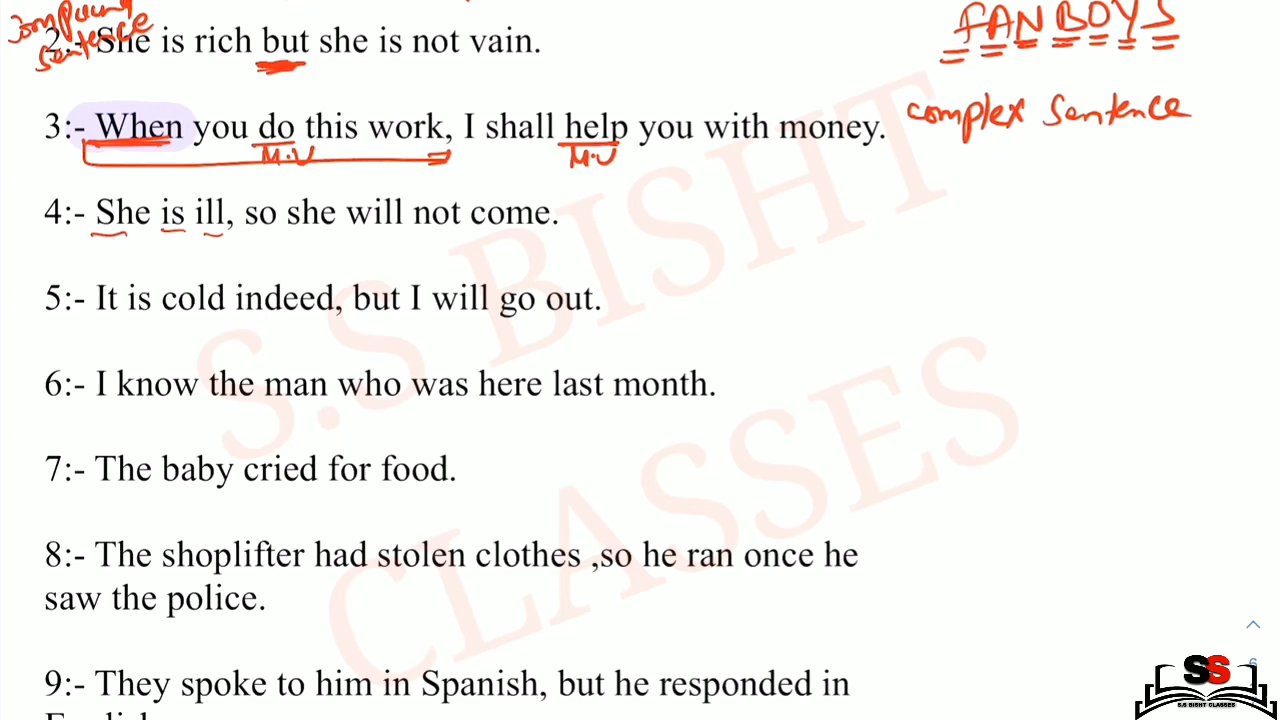 compound
sentence
FANBOYS
2:- She is rich but she is not vain.
3:- When you do this work, I shall help you with money.
complex sentence
M.V
M.V
4:- She is ill, so she will not come.
5:- It is cold indeed, but I will go out.
6:- I know the man who was here last month.
7:- The baby cried for food.
8:- The shoplifter had stolen clothes ,so he ran once he
saw the police.
9:- They spoke to him in Spanish, but he responded in
S.S BISHT
CLASSES
6
SS
S.S BISHT CLASSES